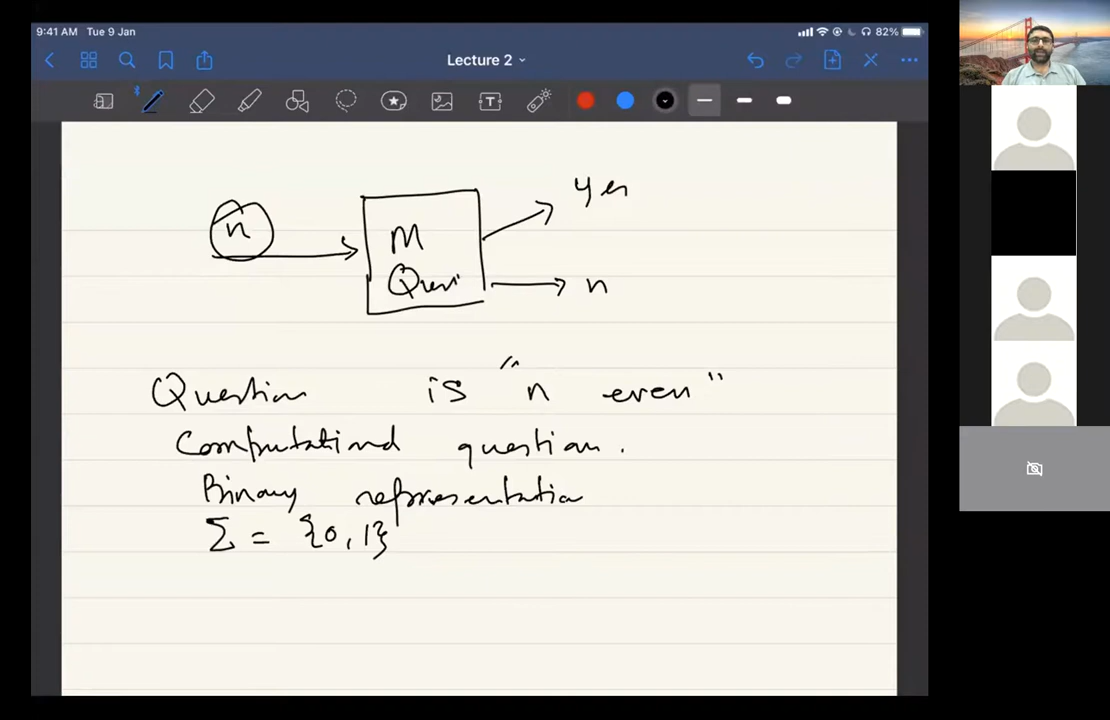 9:41 AM Tue 9 Jan 82%
Lecture 2
n
yes
M
Ques
n
Question is "n even"
Computational question.
Binary representation
Σ = {0, 1}